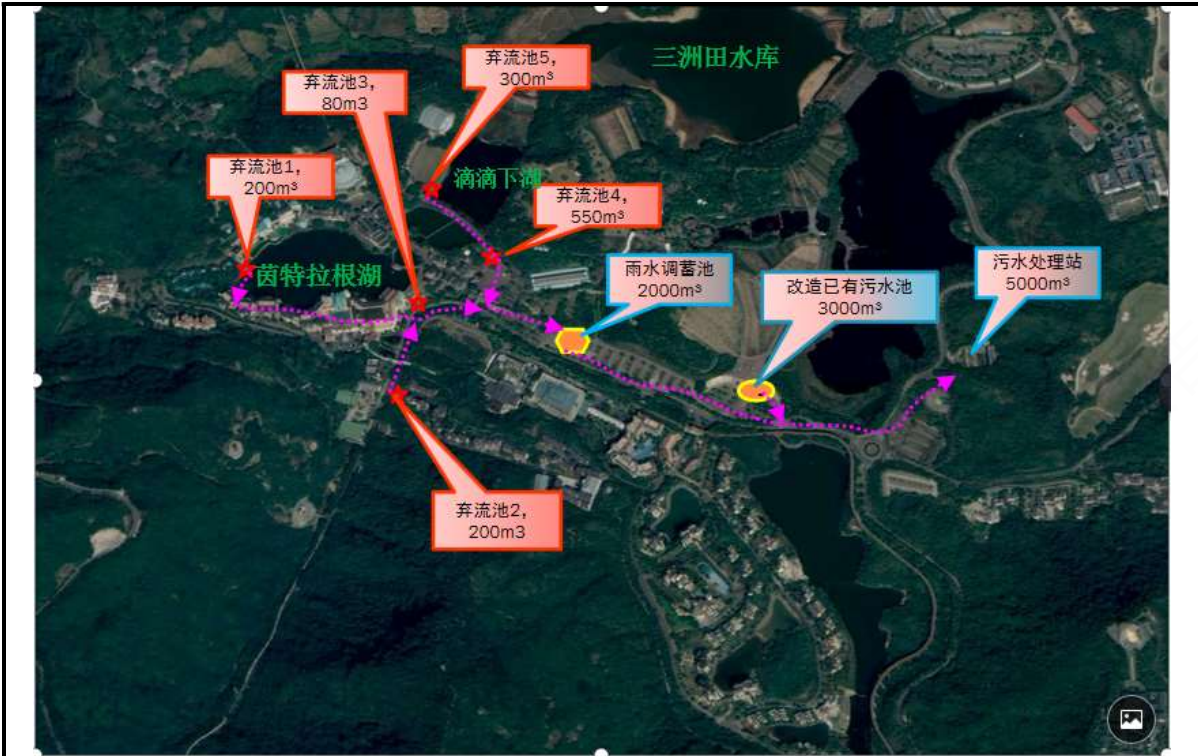 三洲田水库
弃流池5，
300m³
弃流池3，
80m3
弃流池1，
200m³
滴滴下湖
弃流池4，
550m³
茵特拉根湖
雨水调蓄池
2000m³
改造已有污水池
3000m³
污水处理站
5000m³
弃流池2，
200m3